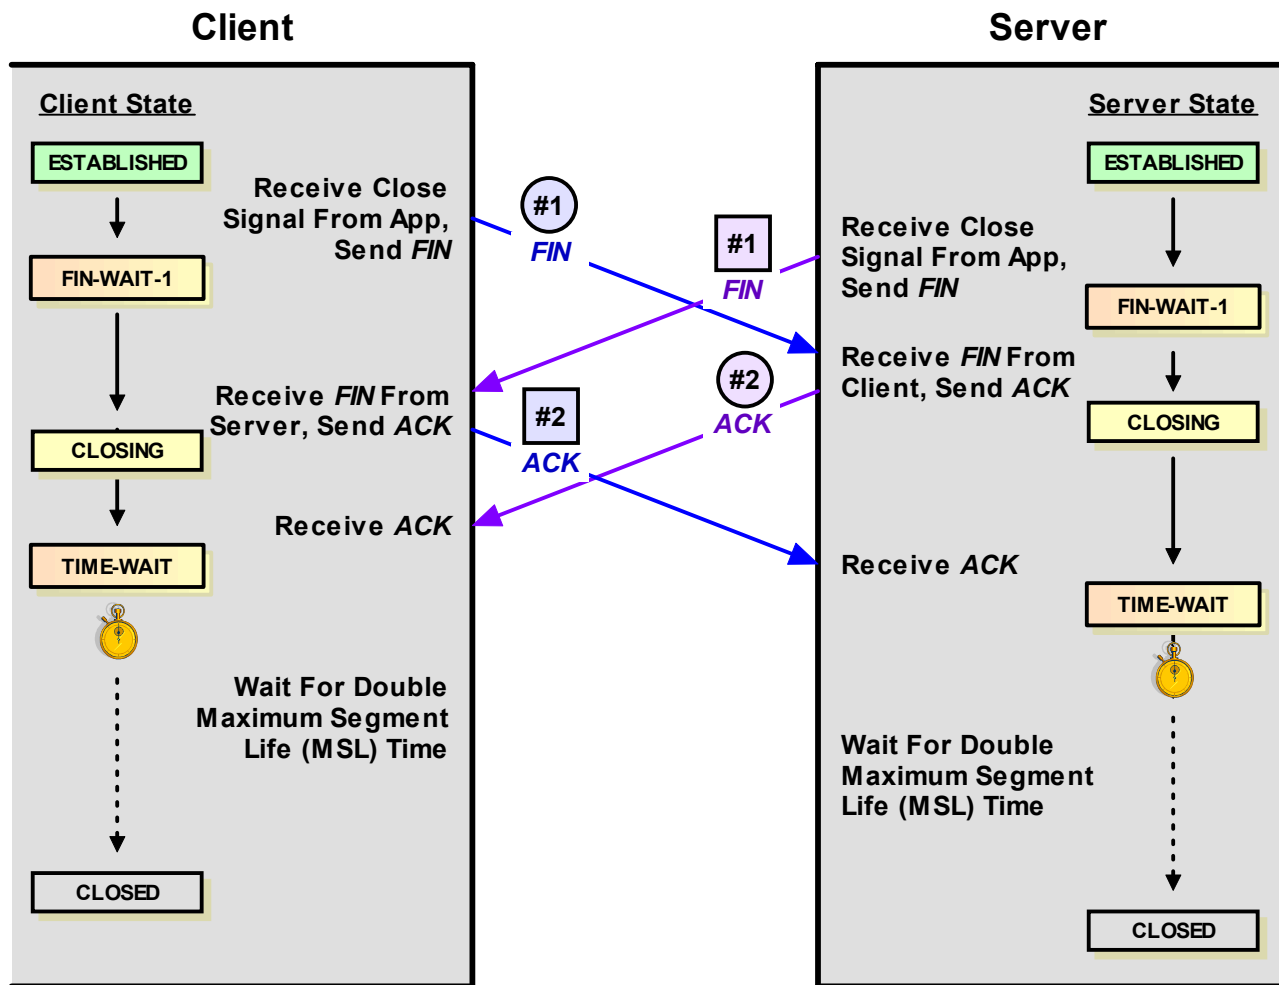 Client
Server
Client State
ESTABLISHED
Receive Close
Signal From App,
Send FIN
FIN-WAIT-1
Receive FIN From
Server, Send ACK
CLOSING
Receive ACK
TIME-WAIT
Wait For Double
Maximum Segment
Life (MSL) Time
CLOSED
#1
FIN
#1
FIN
#2
ACK
#2
ACK
Server State
ESTABLISHED
Receive Close
Signal From App,
Send FIN
FIN-WAIT-1
Receive FIN From
Client, Send ACK
CLOSING
Receive ACK
TIME-WAIT
Wait For Double
Maximum Segment
Life (MSL) Time
CLOSED